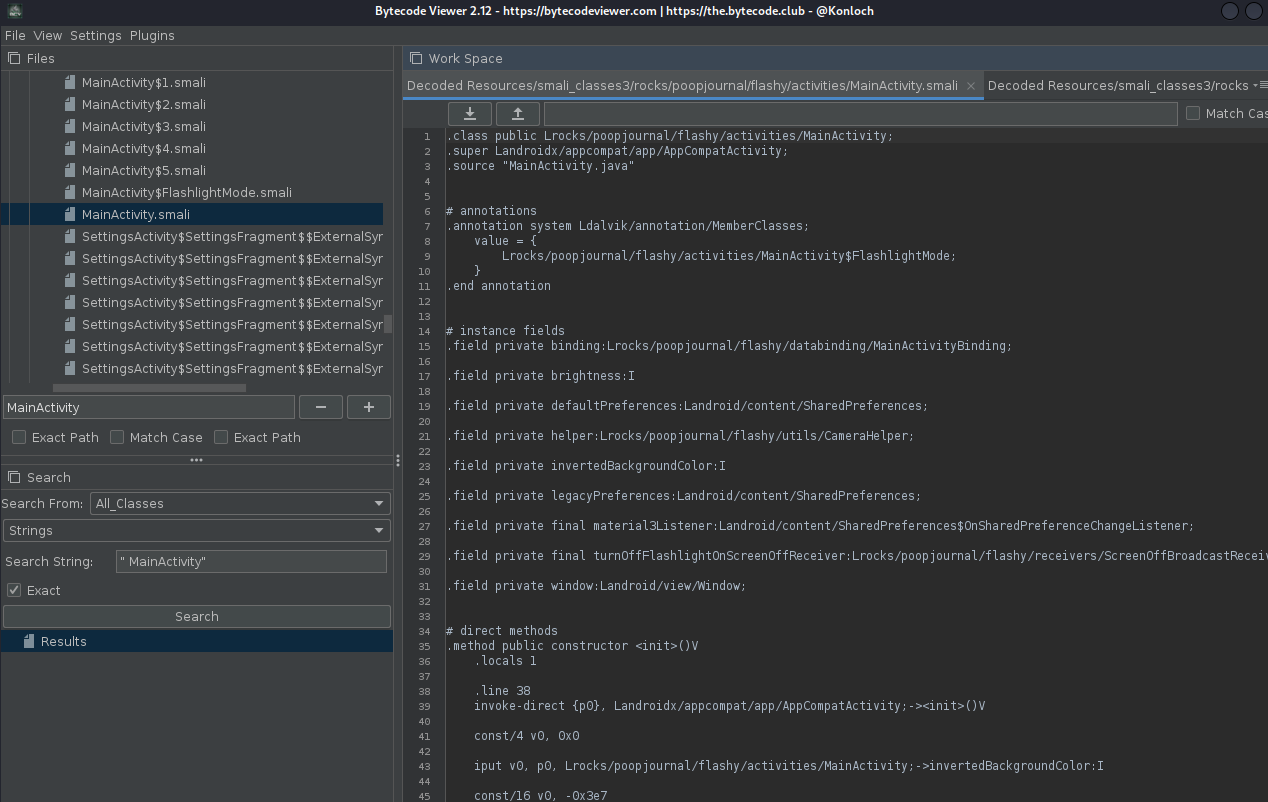 Bytecode Viewer 2.12 - https://bytecodeviewer.com | https://the.bytecode.club - @Konloch
File View Settings Plugins
Files
MainActivity$1.smali
MainActivity$2.smali
MainActivity$3.smali
MainActivity$4.smali
MainActivity$5.smali
MainActivity$FlashlightMode.smali
MainActivity.smali
SettingsActivity$SettingsFragment$$ExternalSyr
SettingsActivity$SettingsFragment$$ExternalSyr
SettingsActivity$SettingsFragment$$ExternalSyr
SettingsActivity$SettingsFragment$$ExternalSyr
SettingsActivity$SettingsFragment$$ExternalSyr
SettingsActivity$SettingsFragment$$ExternalSyr
SettingsActivity$SettingsFragment$$ExternalSyr
MainActivity
Exact Path Match Case Exact Path
Search
Search From: All_Classes
Strings
Search String: " MainActivity"
Exact
Search
Results
Work Space
Decoded Resources/smali_classes3/rocks/poopjournal/flashy/activities/MainActivity.smali × Decoded Resources/smali_classes3/rocks
Match Cas
1 .class public Lrocks/poopjournal/flashy/activities/MainActivity;
2 .super Landroidx/appcompat/app/AppCompatActivity;
3 .source "MainActivity.java"
4
5
6 # annotations
7 .annotation system Ldalvik/annotation/MemberClasses;
8 value = {
9 Lrocks/poopjournal/flashy/activities/MainActivity$FlashlightMode;
10 }
11 .end annotation
12
13
14 # instance fields
15 .field private binding:Lrocks/poopjournal/flashy/databinding/MainActivityBinding;
16
17 .field private brightness:I
18
19 .field private defaultPreferences:Landroid/content/SharedPreferences;
20
21 .field private helper:Lrocks/poopjournal/flashy/utils/CameraHelper;
22
23 .field private invertedBackgroundColor:I
24
25 .field private legacyPreferences:Landroid/content/SharedPreferences;
26
27 .field private final material3Listener:Landroid/content/SharedPreferences$OnSharedPreferenceChangeListener;
28
29 .field private final turnOffFlashlightOnScreenOffReceiver:Lrocks/poopjournal/flashy/receivers/ScreenOffBroadcastReceiv
30
31 .field private window:Landroid/view/Window;
32
33
34 # direct methods
35 .method public constructor <init>()V
36 .locals 1
37
38 .line 38
39 invoke-direct {p0}, Landroidx/appcompat/app/AppCompatActivity;-><init>()V
40
41 const/4 v0, 0x0
42
43 iput v0, p0, Lrocks/poopjournal/flashy/activities/MainActivity;->invertedBackgroundColor:I
44
45 const/16 v0, -0x3e7